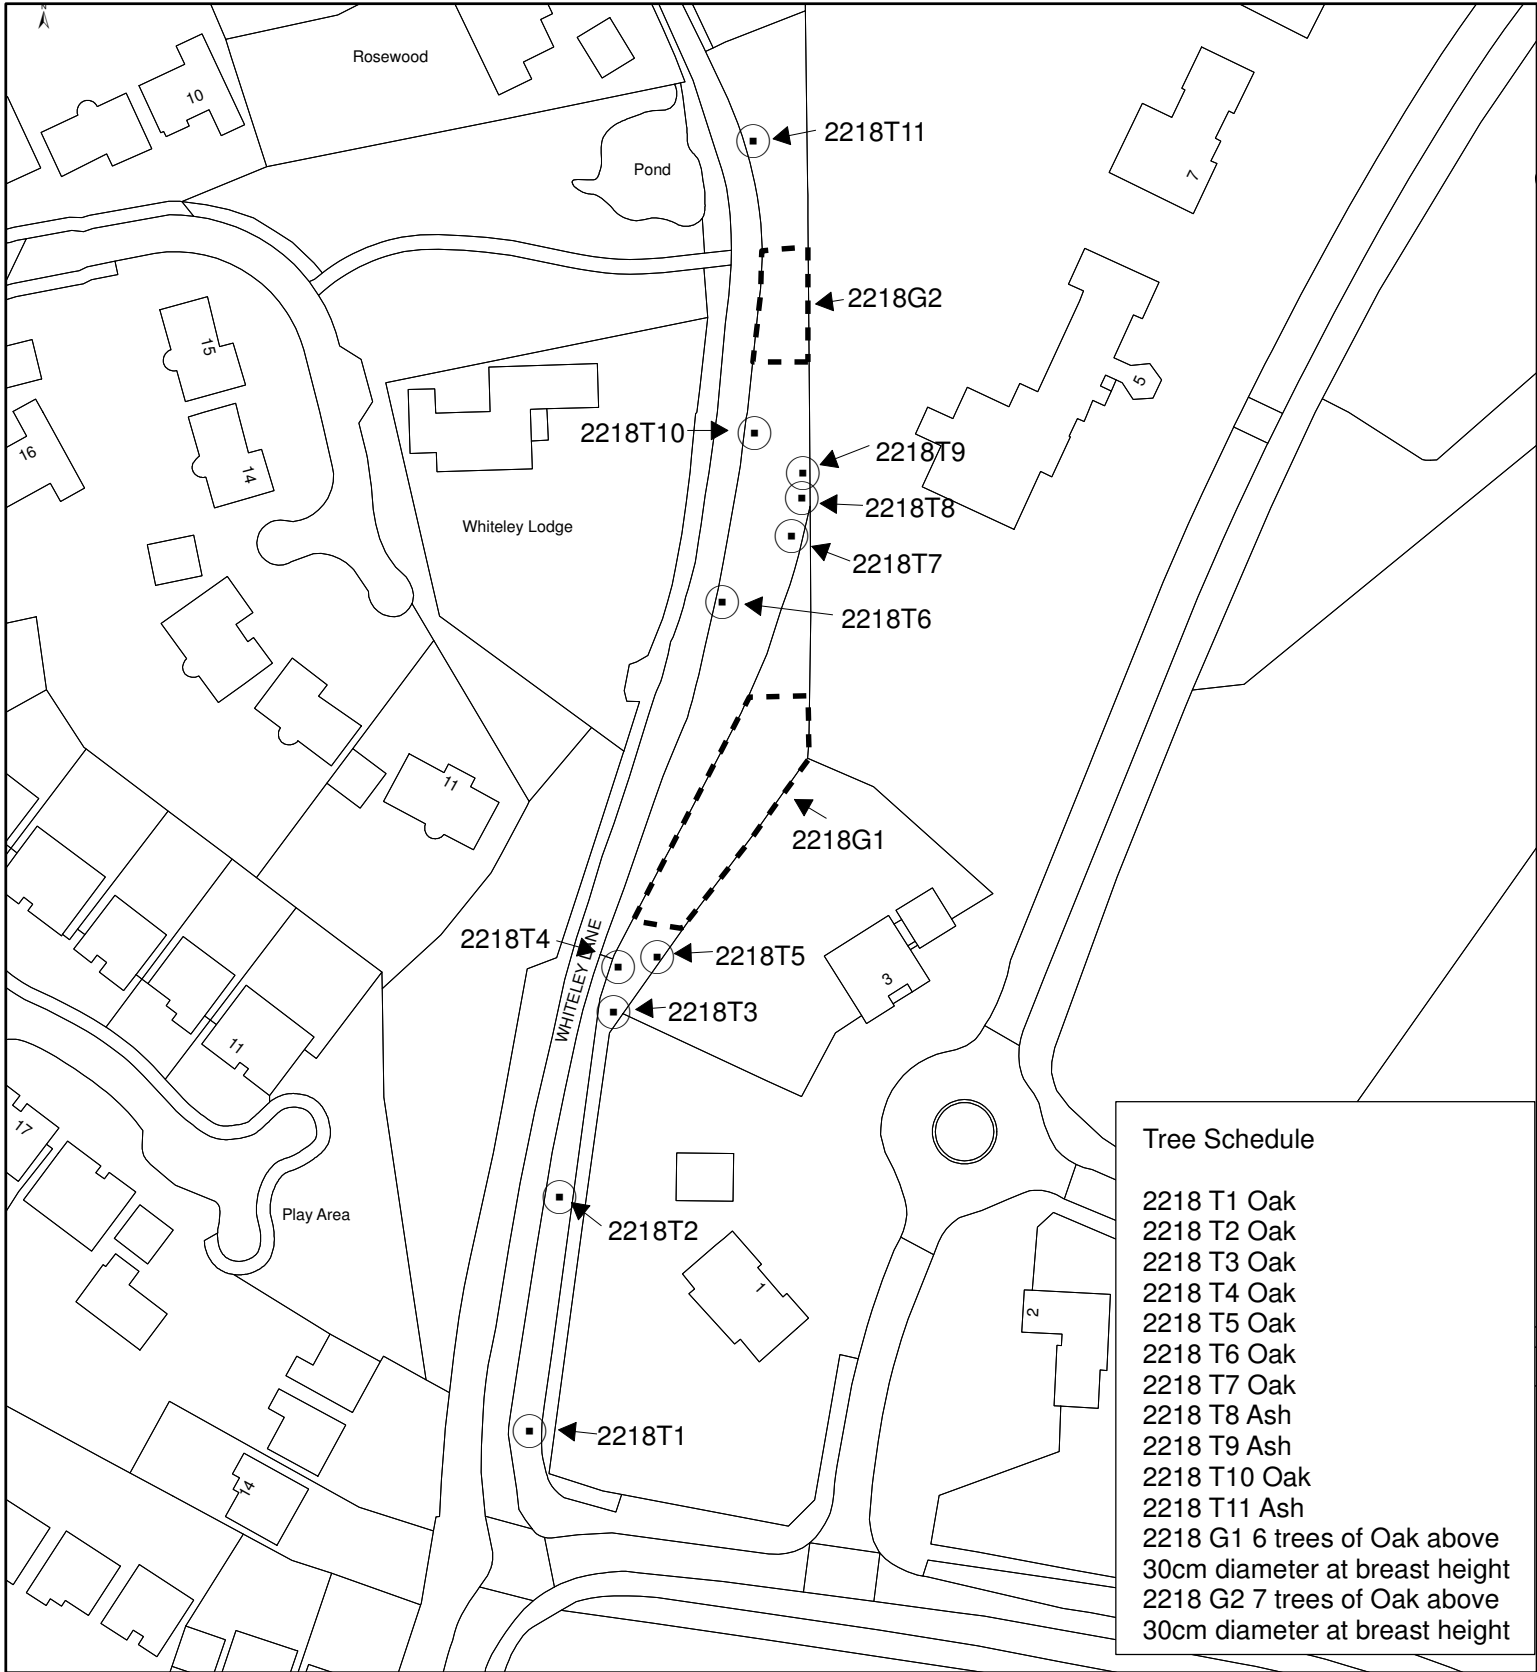 N
Rosewood
10
2218T11
Pond
7
2218G2
15
5
2218T10
16
14
2218T9
2218T8
Whiteley Lodge
2218T7
2218T6
11
2218G1
WHITELEY LANE
2218T4
2218T5
3
2218T3
11
17
Play Area
2218T2
1
2
2218T1
14
Tree Schedule
2218 T1 Oak
2218 T2 Oak
2218 T3 Oak
2218 T4 Oak
2218 T5 Oak
2218 T6 Oak
2218 T7 Oak
2218 T8 Ash
2218 T9 Ash
2218 T10 Oak
2218 T11 Ash
2218 G1 6 trees of Oak above
30cm diameter at breast height
2218 G2 7 trees of Oak above
30cm diameter at breast height